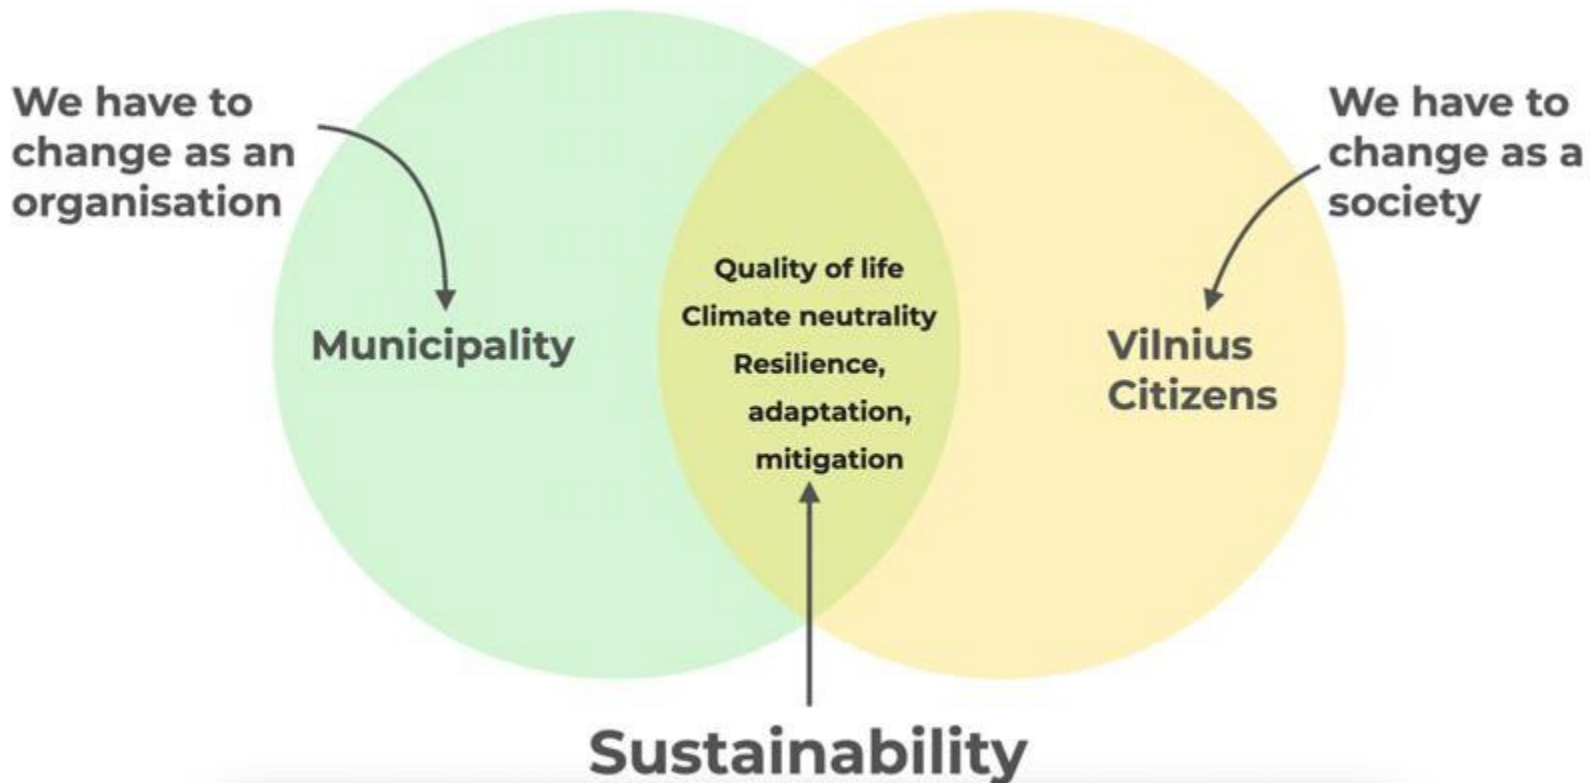 We have to
change as an
organisation
We have to
change as a
society
Municipality
Quality of life
Climate neutrality
Resilience,
adaptation,
mitigation
Vilnius
Citizens
Sustainability